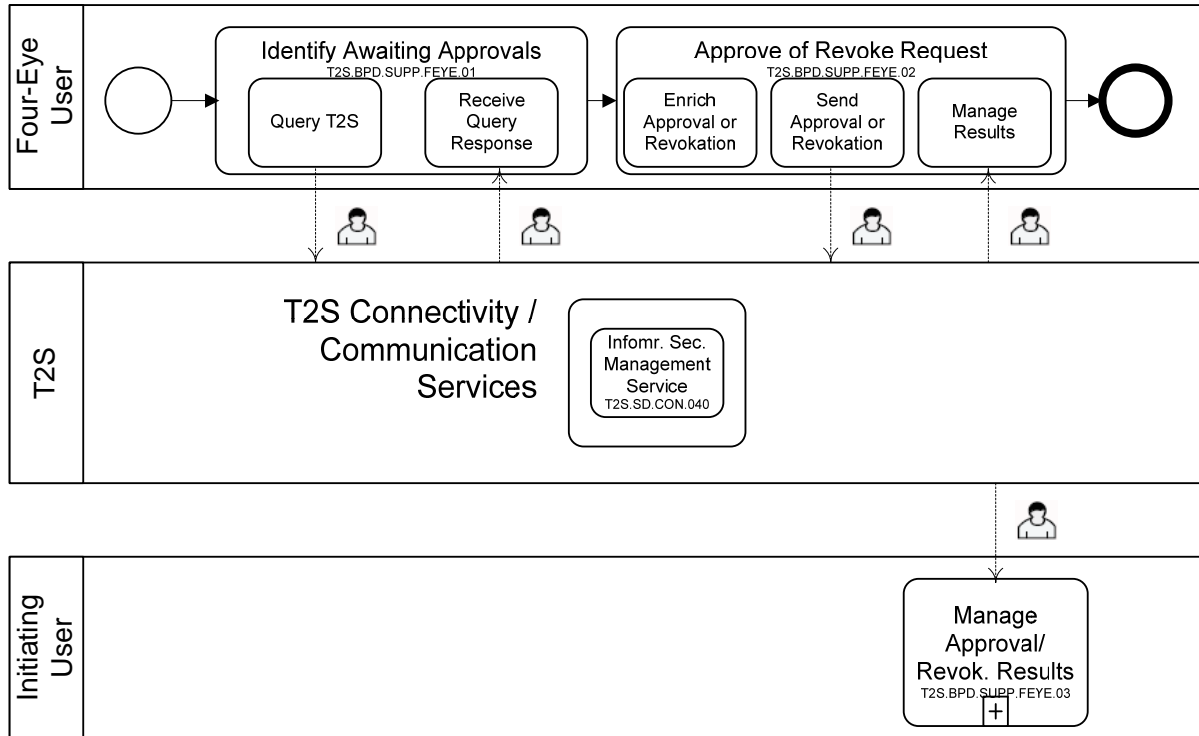 Four-Eye
User
Identify Awaiting Approvals
T2S.BPD.SUPP.FEYE.01
Query T2S
Receive
Query
Response
Approve of Revoke Request
T2S.BPD.SUPP.FEYE.02
Enrich
Approval or
Revokation
Send
Approval or
Revokation
Manage
Results
T2S
T2S Connectivity /
Communication
Services
Infomr. Sec.
Management
Service
T2S.SD.CON.040
Initiating
User
Manage
Approval/
Revok. Results
T2S.BPD.SUPP.FEYE.03